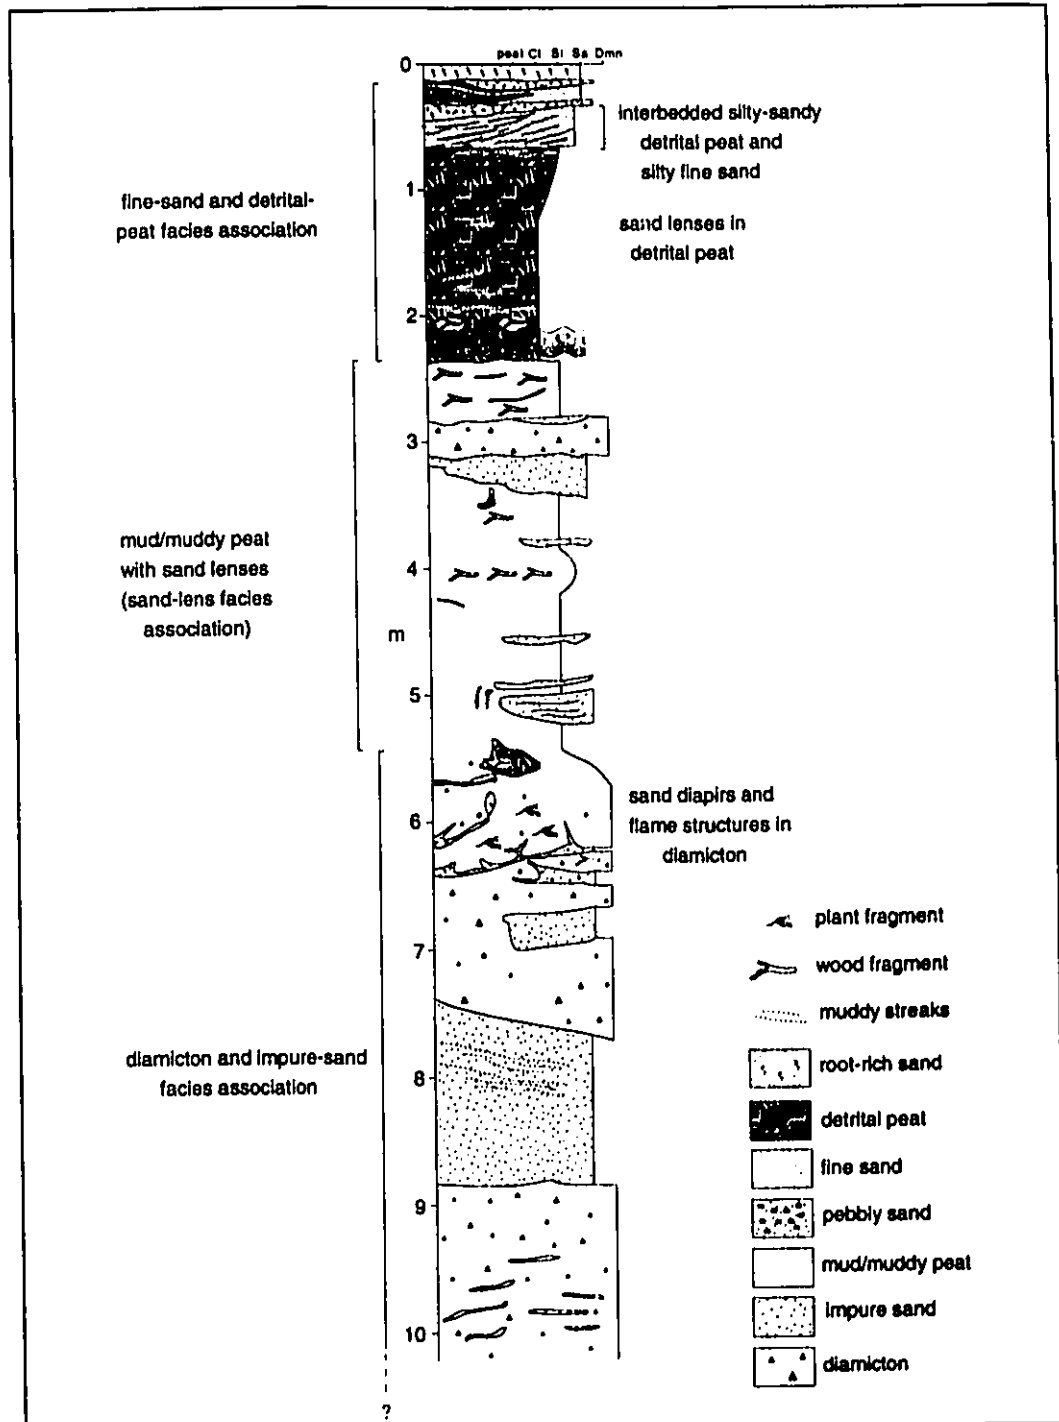 peat Cl Si Sa Dmn
0
interbedded silty-sandy
detrital peat and
silty fine sand
1
fine-sand and detrital-
peat facies association
sand lenses in
detrital peat
2
3
mud/muddy peat
with sand lenses
(sand-lens facies
association)
4
m
5
sand diapirs and
flame structures in
diamicton
6
plant fragment
7
wood fragment
muddy streaks
diamicton and impure-sand
facies association
root-rich sand
8
detrital peat
fine sand
9
pebbly sand
mud/muddy peat
impure sand
10
diamicton
?